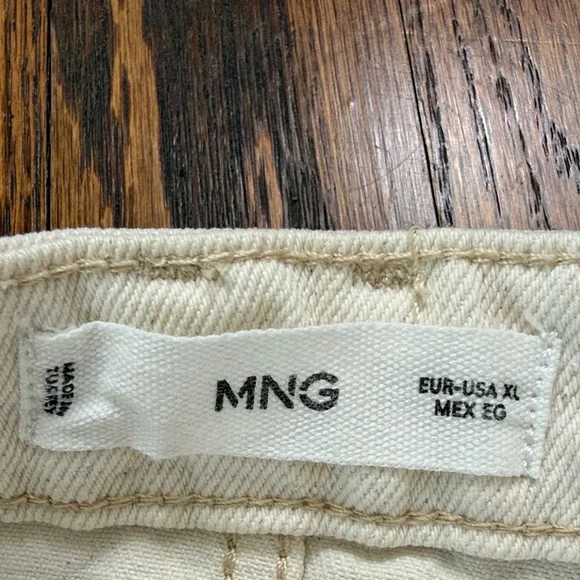 MADE IN
TURKEY
MNG
EUR-USA XL
MEX EG